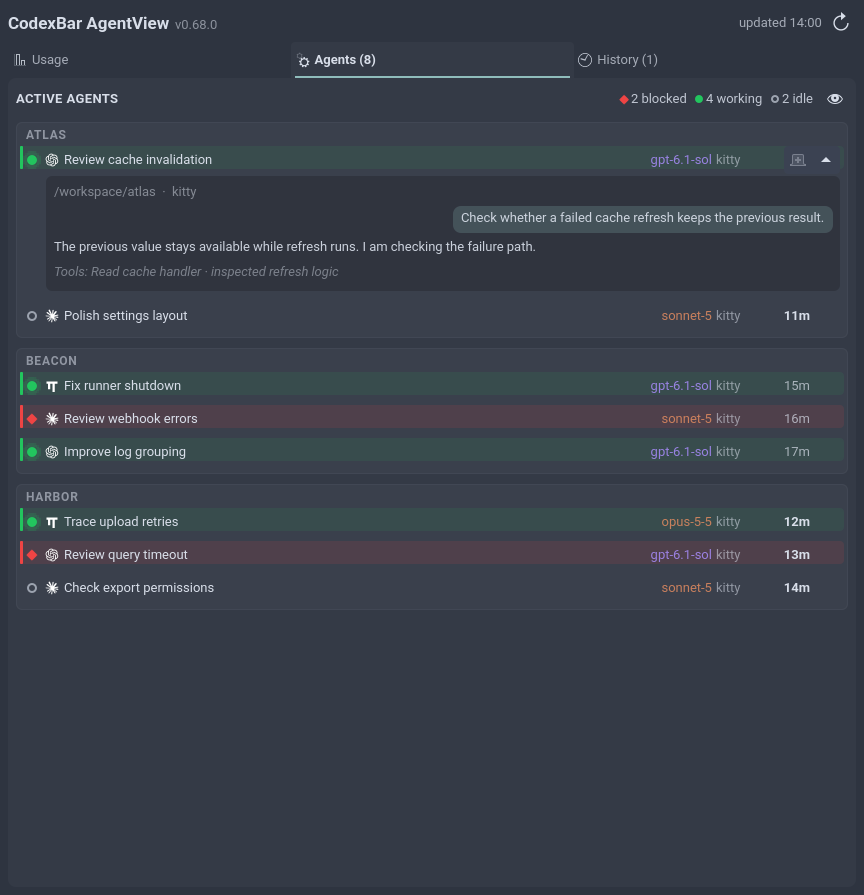 CodexBar AgentView v0.68.0 updated 14:00
Usage Agents (8) History (1)
ACTIVE AGENTS 2 blocked 4 working 2 idle
ATLAS
Review cache invalidation gpt-6.1-sol kitty
/workspace/atlas · kitty
Check whether a failed cache refresh keeps the previous result.
The previous value stays available while refresh runs. I am checking the failure path.
Tools: Read cache handler · inspected refresh logic
Polish settings layout sonnet-5 kitty 11m
BEACON
Fix runner shutdown gpt-6.1-sol kitty 15m
Review webhook errors sonnet-5 kitty 16m
Improve log grouping gpt-6.1-sol kitty 17m
HARBOR
Trace upload retries opus-5-5 kitty 12m
Review query timeout gpt-6.1-sol kitty 13m
Check export permissions sonnet-5 kitty 14m